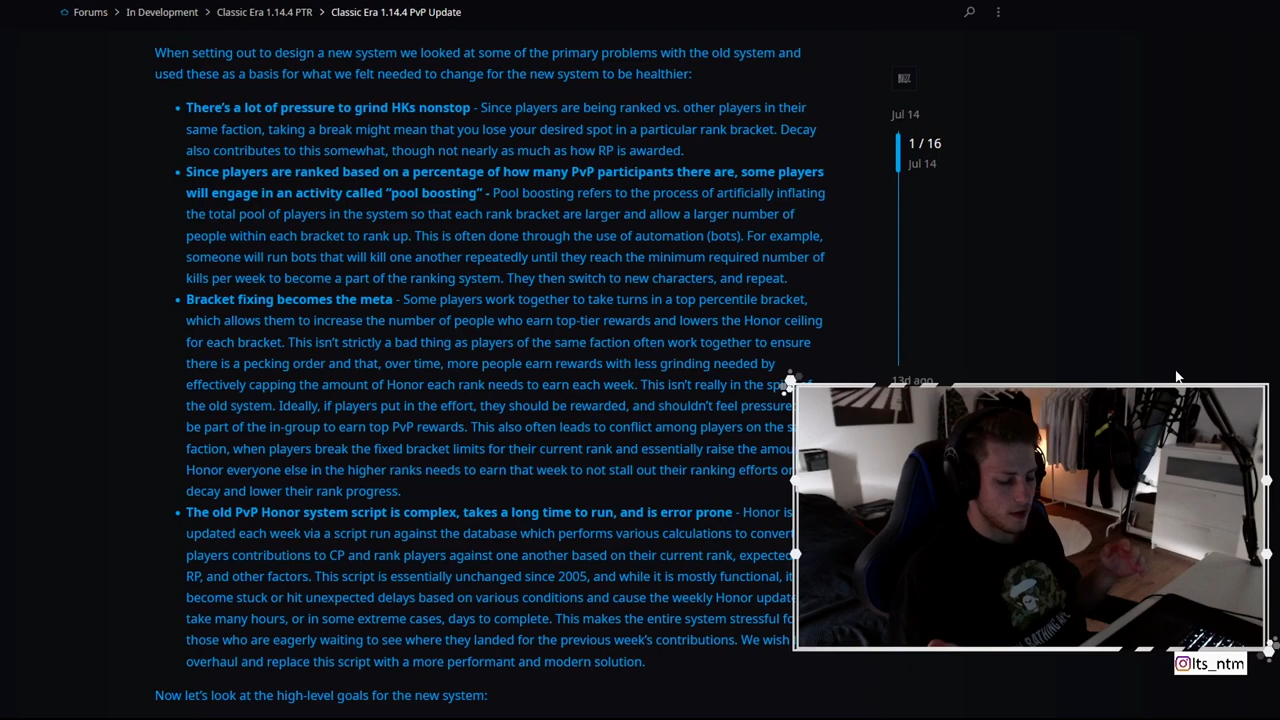 Forums > In Development > Classic Era 1.14.4 PTR > Classic Era 1.14.4 PvP Update
When setting out to design a new system we looked at some of the primary problems with the old system and
used these as a basis for what we felt needed to change for the new system to be healthier:
• There's a lot of pressure to grind HKs nonstop - Since players are being ranked vs. other players in their
same faction, taking a break might mean that you lose your desired spot in a particular rank bracket. Decay
also contributes to this somewhat, though not nearly as much as how RP is awarded.
• Since players are ranked based on a percentage of how many PvP participants there are, some players
will engage in an activity called “pool boosting” - Pool boosting refers to the process of artificially inflating
the total pool of players in the system so that each rank bracket are larger and allow a larger number of
people within each bracket to rank up. This is often done through the use of automation (bots). For example,
someone will run bots that will kill one another repeatedly until they reach the minimum required number of
kills per week to become a part of the ranking system. They then switch to new characters, and repeat.
• Bracket fixing becomes the meta - Some players work together to take turns in a top percentile bracket,
which allows them to increase the number of people who earn top-tier rewards and lowers the Honor ceiling
for each bracket. This isn't strictly a bad thing as players of the same faction often work together to ensure
there is a pecking order and that, over time, more people earn rewards with less grinding needed by
effectively capping the amount of Honor each rank needs to earn each week. This isn't really in the
the old system. Ideally, if players put in the effort, they should be rewarded, and shouldn't feel
be part of the in-group to earn top PvP rewards. This also often leads to conflict among players on the
faction, when players break the fixed bracket limits for their current rank and essentially raise the
Honor everyone else in the higher ranks needs to earn that week to not stall out their ranking efforts
decay and lower their rank progress.
• The old PvP Honor system script is complex, takes a long time to run, and is error prone - Honor is
updated each week via a script run against the database which performs various calculations to convert
players contributions to CP and rank players against one another based on their current rank, expected
RP, and other factors. This script is essentially unchanged since 2005, and while it is mostly functional,
become stuck or hit unexpected delays based on various conditions and cause the weekly Honor
take many hours, or in some extreme cases, days to complete. This makes the entire system stressful
those who are eagerly waiting to see where they landed for the previous week's contributions. We wish
overhaul and replace this script with a more performant and modern solution.
Now let's look at the high-level goals for the new system:
Jul 14
1 / 16
Jul 14
13d ago
Its_ntm